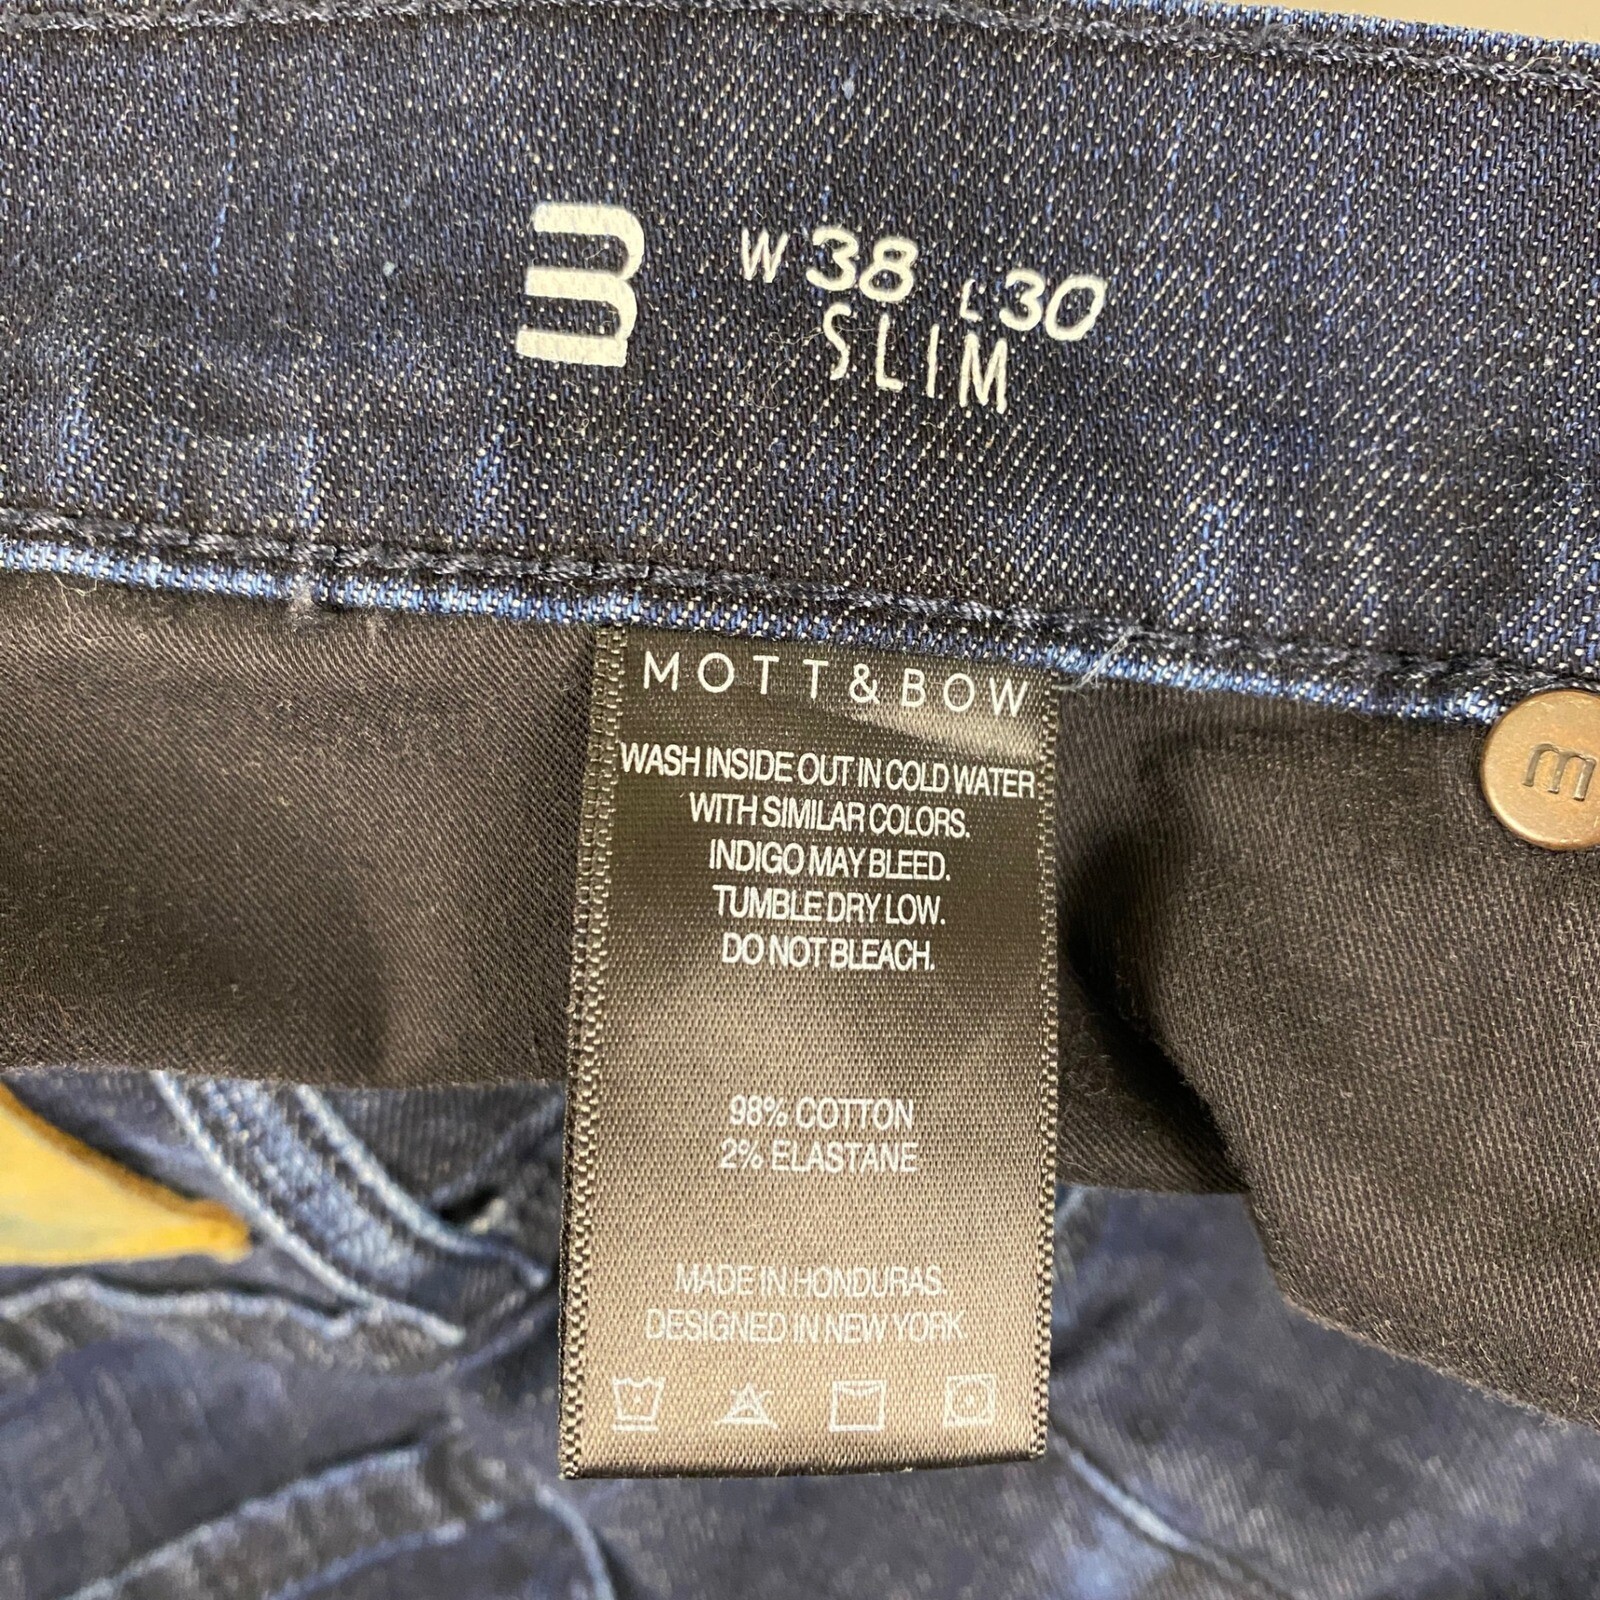 m
W 38 L 30
SLIM
MOTT & BOW
WASH INSIDE OUT IN COLD WATER
WITH SIMILAR COLORS.
INDIGO MAY BLEED.
TUMBLE DRY LOW.
DO NOT BLEACH.
98% COTTON
2% ELASTANE
MADE IN HONDURAS.
DESIGNED IN NEW YORK
m